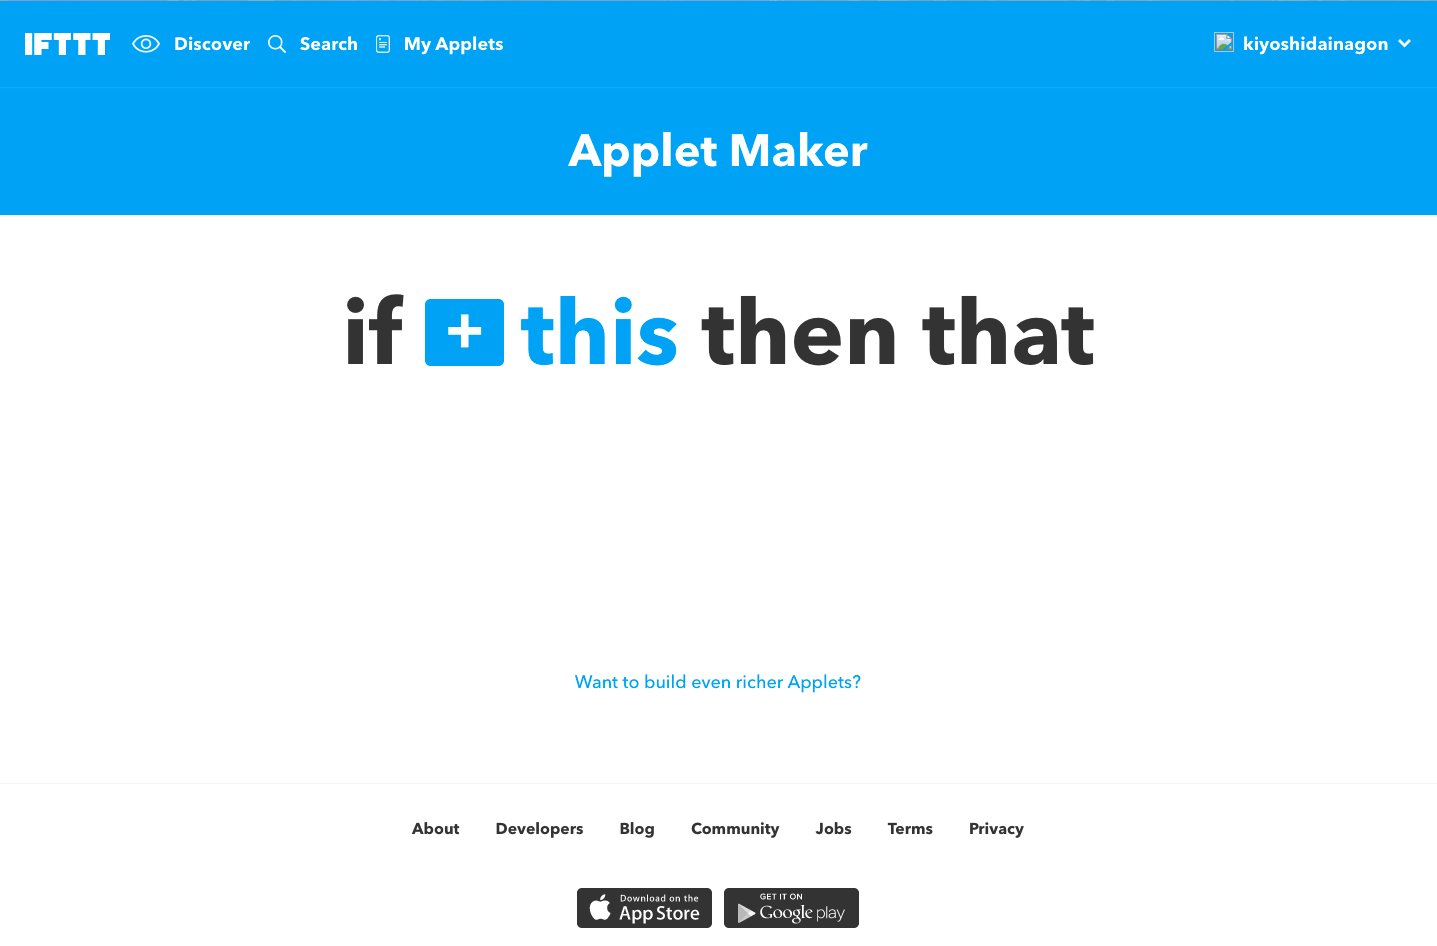 IFTTT Discover Search My Applets kiyoshidainagon
Applet Maker
if + this then that
Want to build even richer Applets?
About Developers Blog Community Jobs Terms Privacy
Download on the App Store
GET IT ON Google play